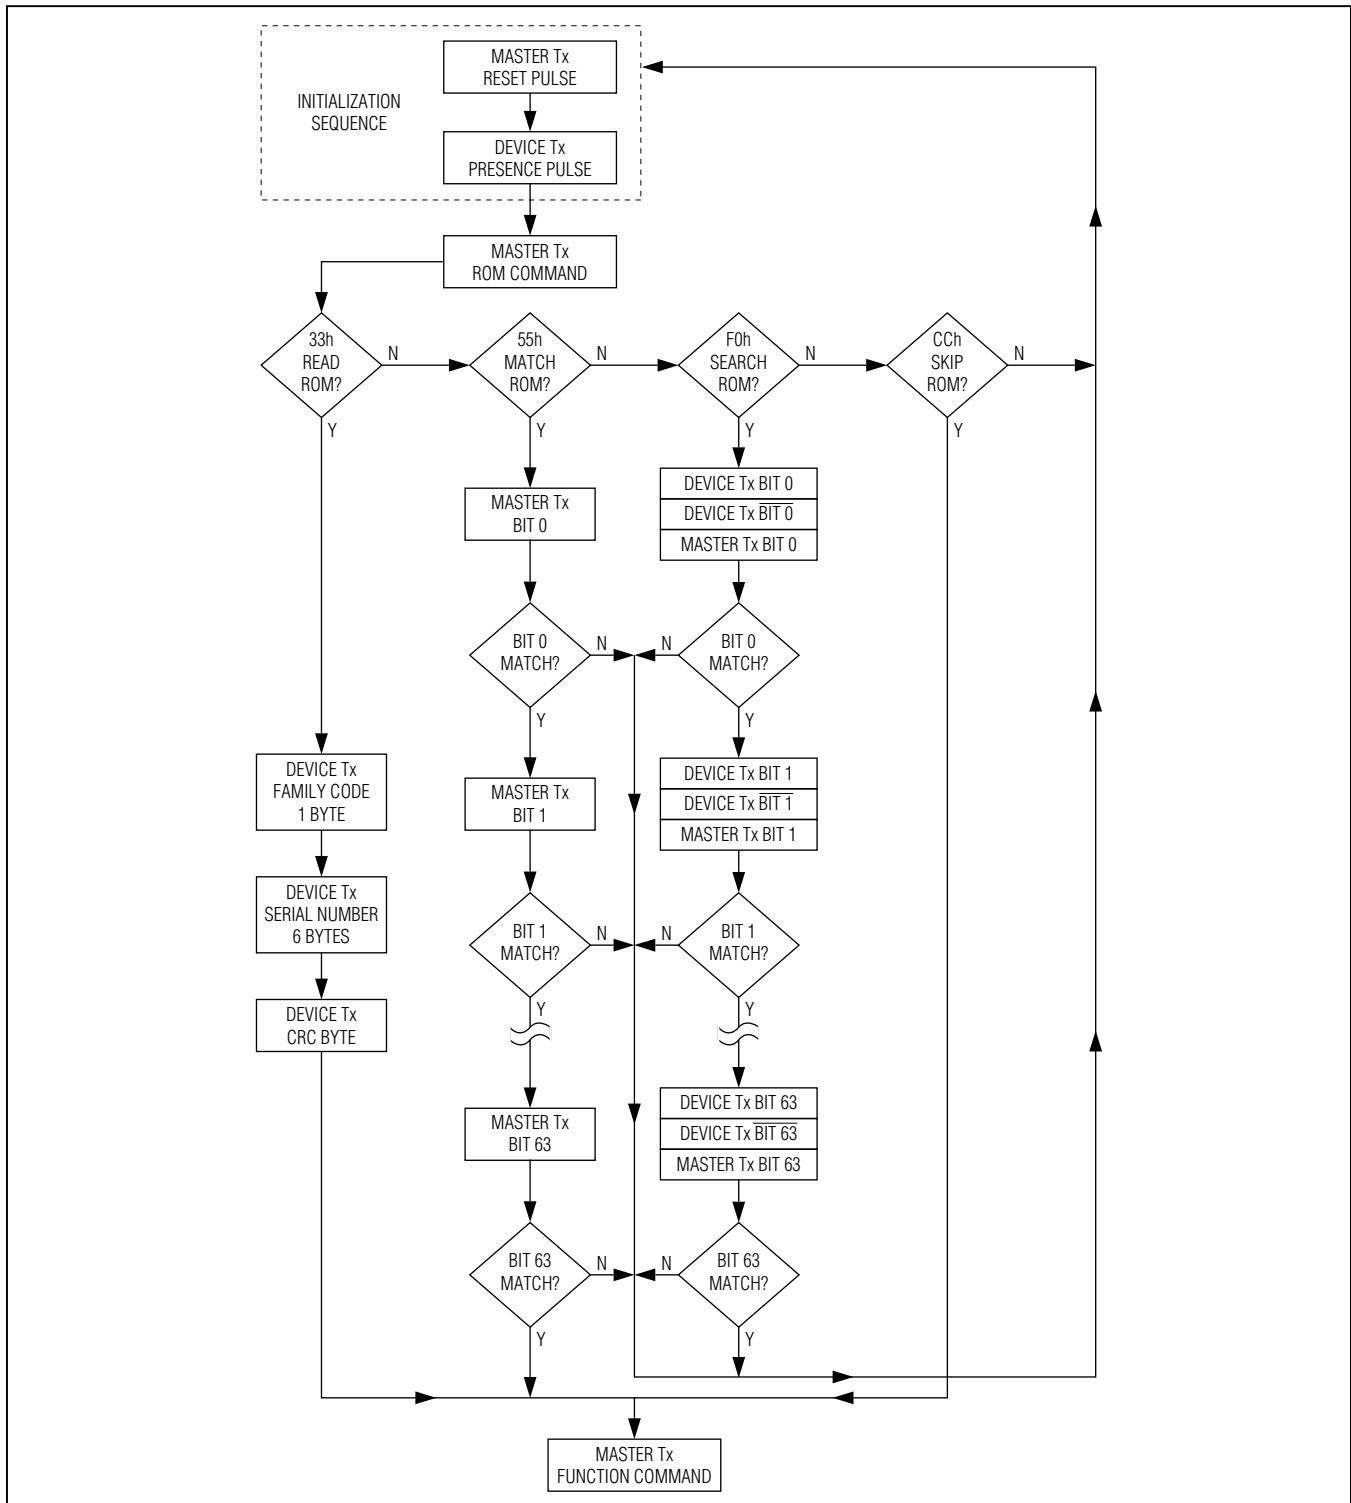 MASTER Tx
RESET PULSE
INITIALIZATION
SEQUENCE
DEVICE Tx
PRESENCE PULSE
MASTER Tx
ROM COMMAND
33h
READ
ROM?
N
Y
55h
MATCH
ROM?
N
Y
F0h
SEARCH
ROM?
N
Y
CCh
SKIP
ROM?
N
Y
MASTER Tx
BIT 0
DEVICE Tx BIT 0
DEVICE Tx B̅I̅T̅ ̅0̅
MASTER Tx BIT 0
BIT 0
MATCH?
N
Y
N
BIT 0
MATCH?
Y
DEVICE Tx
FAMILY CODE
1 BYTE
MASTER Tx
BIT 1
DEVICE Tx BIT 1
DEVICE Tx B̅I̅T̅ ̅1̅
MASTER Tx BIT 1
DEVICE Tx
SERIAL NUMBER
6 BYTES
BIT 1
MATCH?
N
Y
N
BIT 1
MATCH?
Y
DEVICE Tx
CRC BYTE
MASTER Tx
BIT 63
DEVICE Tx BIT 63
DEVICE Tx B̅I̅T̅ ̅6̅3̅
MASTER Tx BIT 63
BIT 63
MATCH?
N
Y
N
BIT 63
MATCH?
Y
MASTER Tx
FUNCTION COMMAND